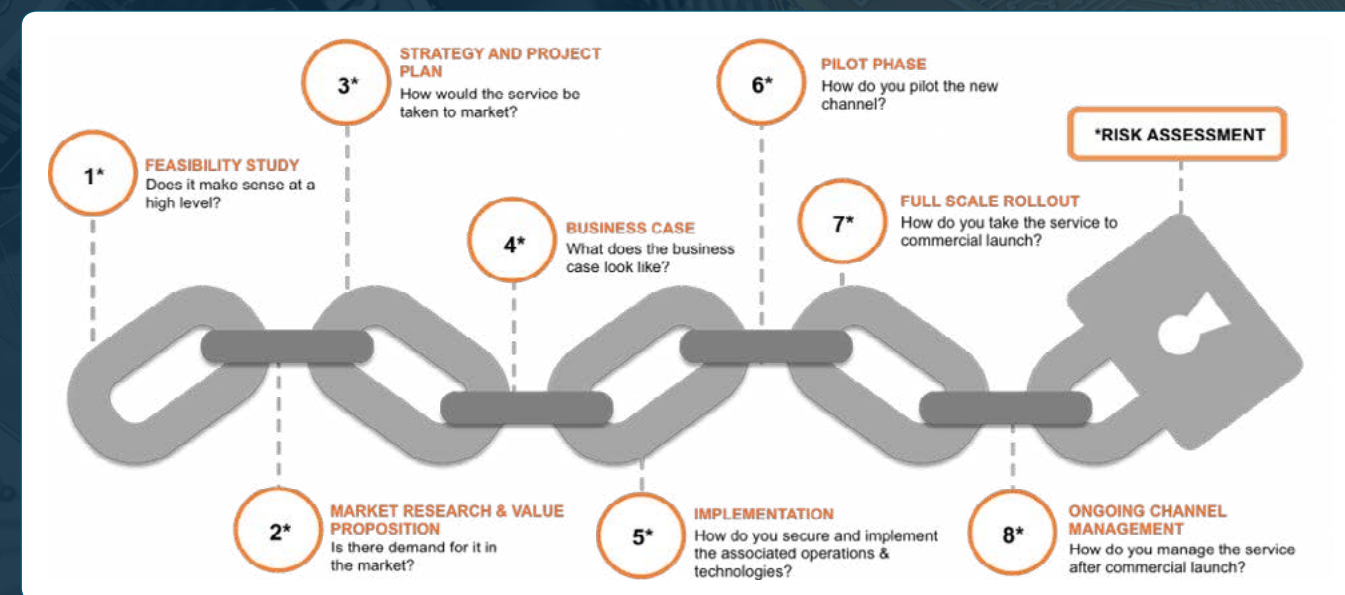 1*
FEASIBILITY STUDY
Does it make sense at a
high level?
2*
MARKET RESEARCH & VALUE
PROPOSITION
Is there demand for it in
the market?
3*
STRATEGY AND PROJECT
PLAN
How would the service be
taken to market?
4*
BUSINESS CASE
What does the business
case look like?
5*
IMPLEMENTATION
How do you secure and implement
the associated operations &
technologies?
6*
PILOT PHASE
How do you pilot the new
channel?
7*
FULL SCALE ROLLOUT
How do you take the service to
commercial launch?
8*
ONGOING CHANNEL
MANAGEMENT
How do you manage the service
after commercial launch?
*RISK ASSESSMENT